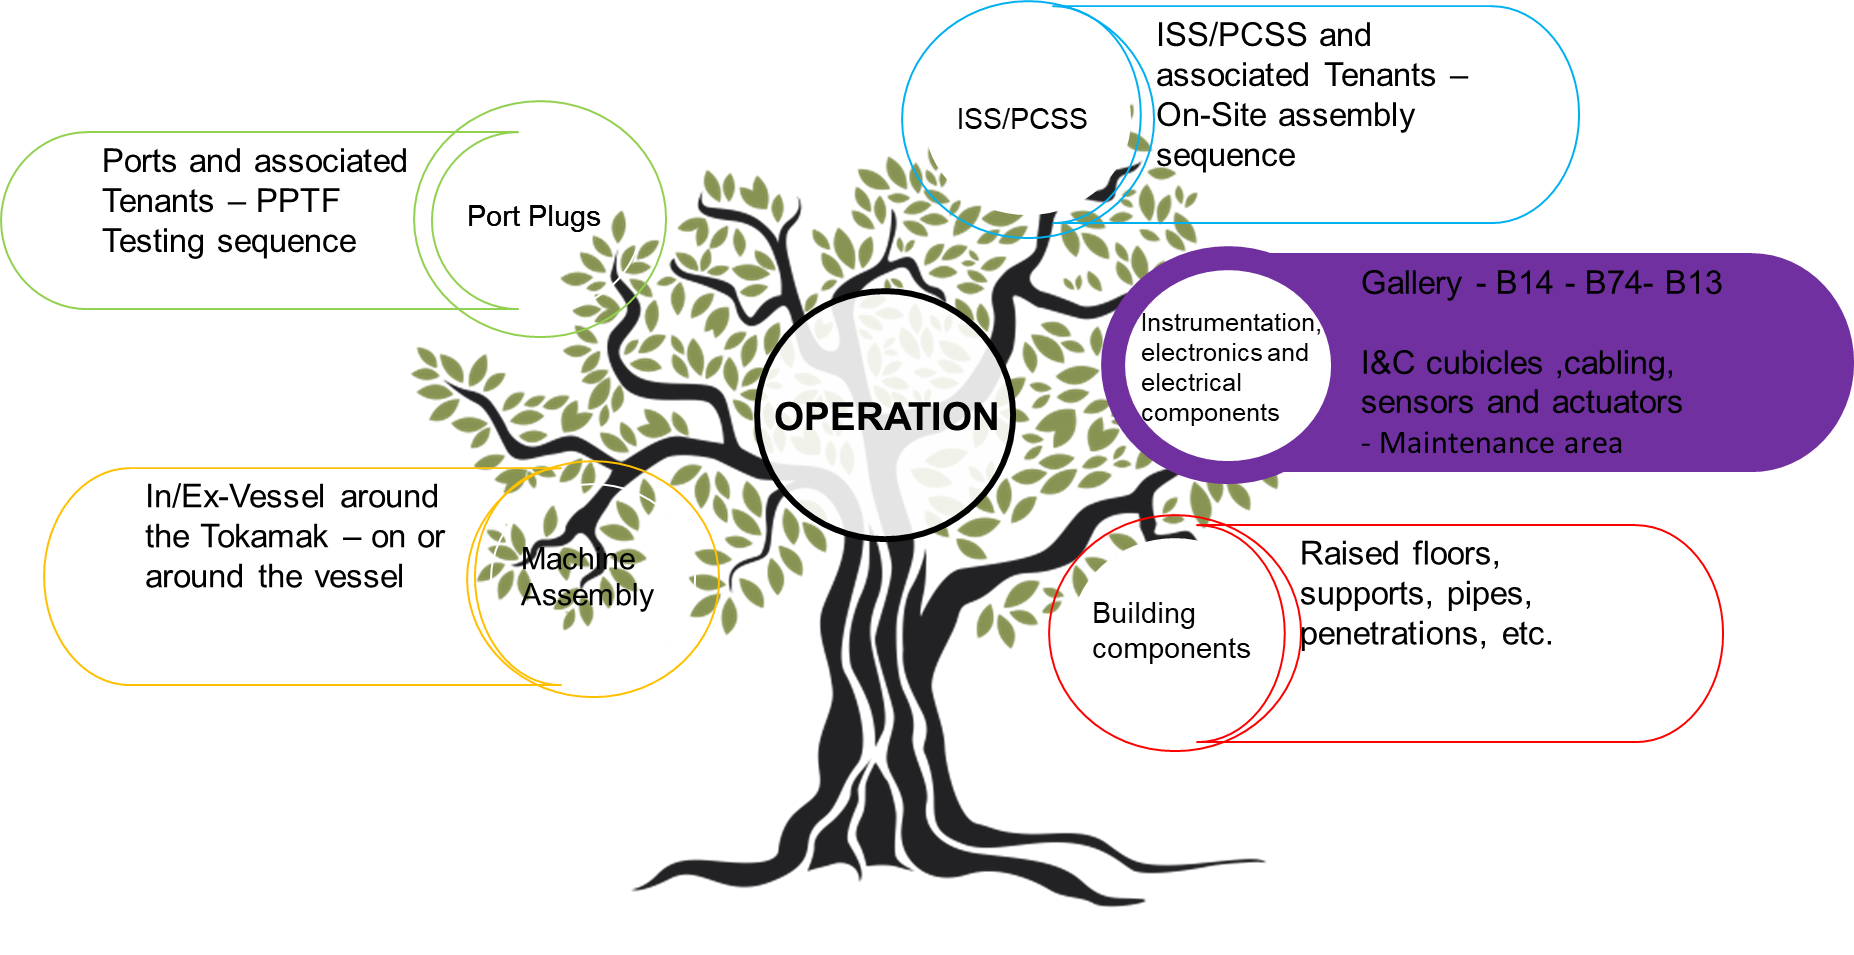 ISS/PCSS and
associated Tenants –
On-Site assembly
sequence
ISS/PCSS
Ports and associated
Tenants – PPTF
Testing sequence
Port Plugs
Gallery - B14 - B74- B13
I&C cubicles ,cabling,
sensors and actuators
- Maintenance area
Instrumentation,
electronics and
electrical
components
OPERATION
In/Ex-Vessel around
the Tokamak – on or
around the vessel
Machine
Assembly
Raised floors,
supports, pipes,
penetrations, etc.
Building
components